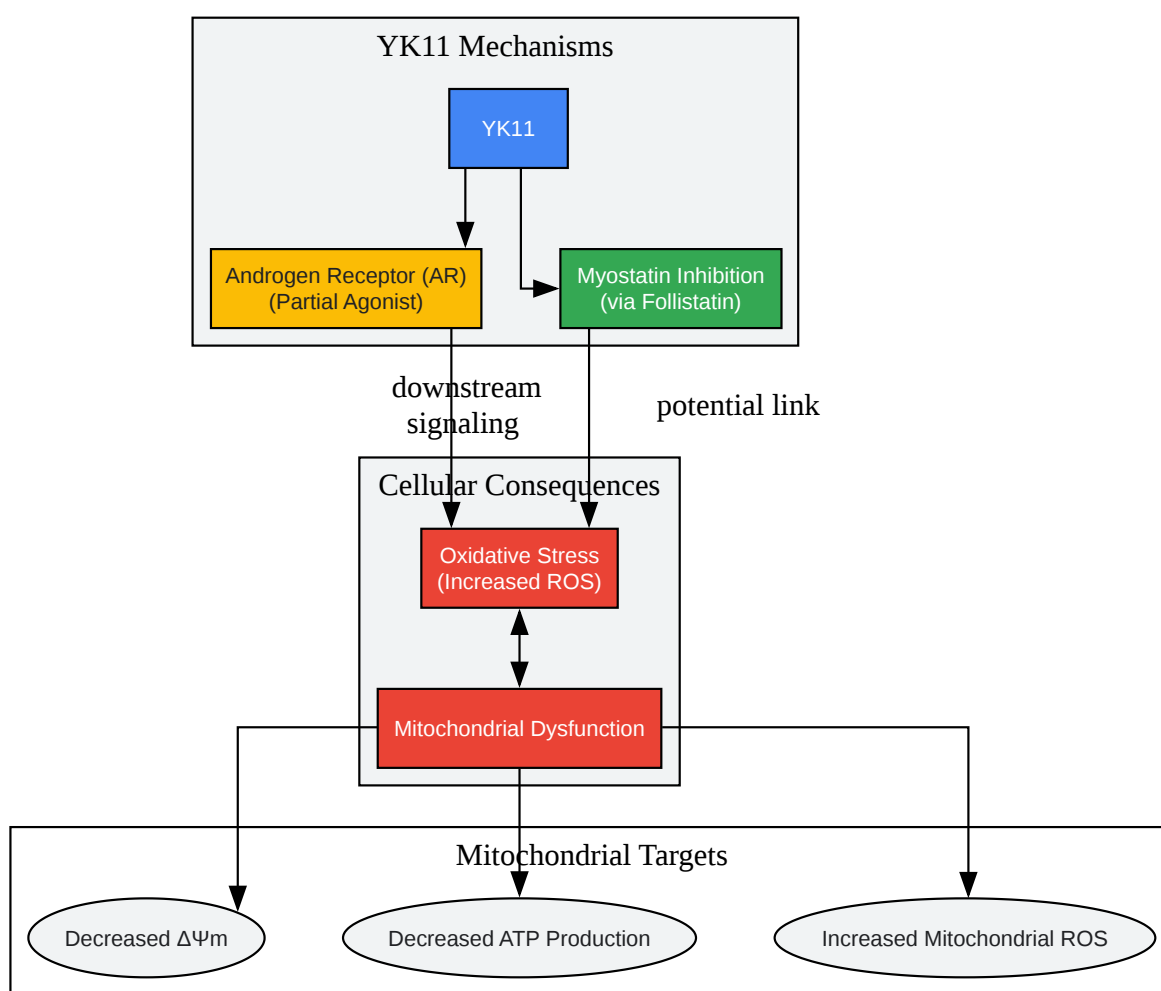 YK11 Mechanisms
YK11
Androgen Receptor (AR)
(Partial Agonist)
Myostatin Inhibition
(via Follistatin)
downstream
signaling
potential link
Cellular Consequences
Oxidative Stress
(Increased ROS)
Mitochondrial Dysfunction
Mitochondrial Targets
Decreased ΔΨm
Decreased ATP Production
Increased Mitochondrial ROS